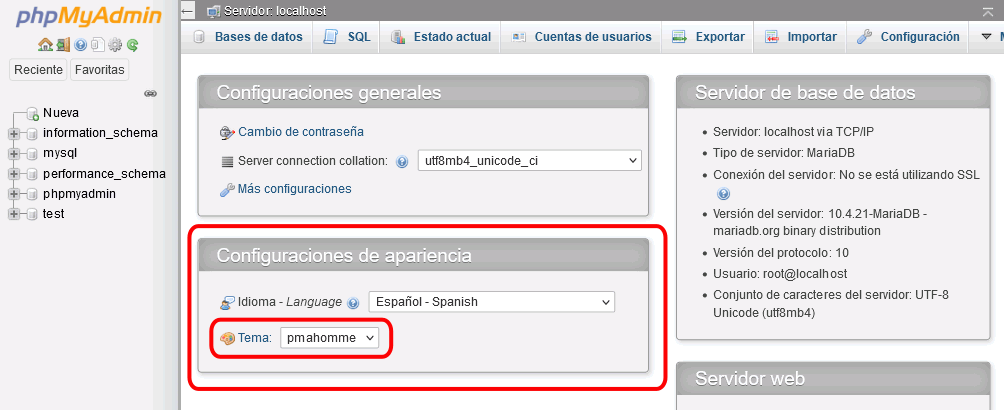 phpMyAdmin
Reciente
Favoritas
Nueva
information_schema
mysql
performance_schema
phpmyadmin
test
Servidor: localhost
Bases de datos
SQL
Estado actual
Cuentas de usuarios
Exportar
Importar
Configuración
Configuraciones generales
Cambio de contraseña
Server connection collation:
utf8mb4_unicode_ci
Más configuraciones
Configuraciones de apariencia
Idioma - Language
Español - Spanish
Tema:
pmahomme
Servidor de base de datos
Servidor: localhost via TCP/IP
Tipo de servidor: MariaDB
Conexión del servidor: No se está utilizando SSL
Versión del servidor: 10.4.21-MariaDB -
mariadb.org binary distribution
Versión del protocolo: 10
Usuario: root@localhost
Conjunto de caracteres del servidor: UTF-8
Unicode (utf8mb4)
Servidor web